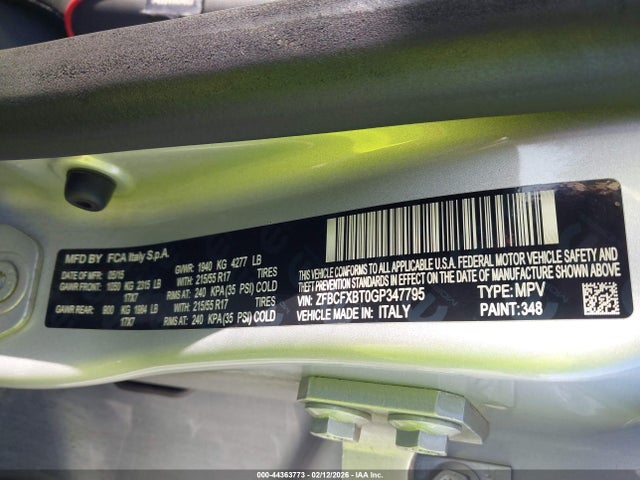 MFD BY FCA Italy S.p.A.
DATE OF MFR: 05/15 GVWR: 1940 KG 4277 LB
GAWR FRONT: 1050 KG 2315 LB WITH: 215/55 R17 TIRES
17X7 RIMS AT: 240 KPA(35 PSI) COLD
GAWR REAR: 900 KG 1984 LB WITH: 215/55 R17 TIRES
17X7 RIMS AT: 240 KPA(35 PSI) COLD
THIS VEHICLE CONFORMS TO ALL APPLICABLE U.S.A. FEDERAL MOTOR VEHICLE SAFETY AND
THEFT PREVENTION STANDARDS IN EFFECT ON THE DATE OF MANUFACTURE SHOWN ABOVE.
VIN: ZFBCFXBT0GP347795 TYPE: MPV
VEHICLE MADE IN: ITALY PAINT: 348
000-44363773 - 02/12/2026 - IAA Inc.